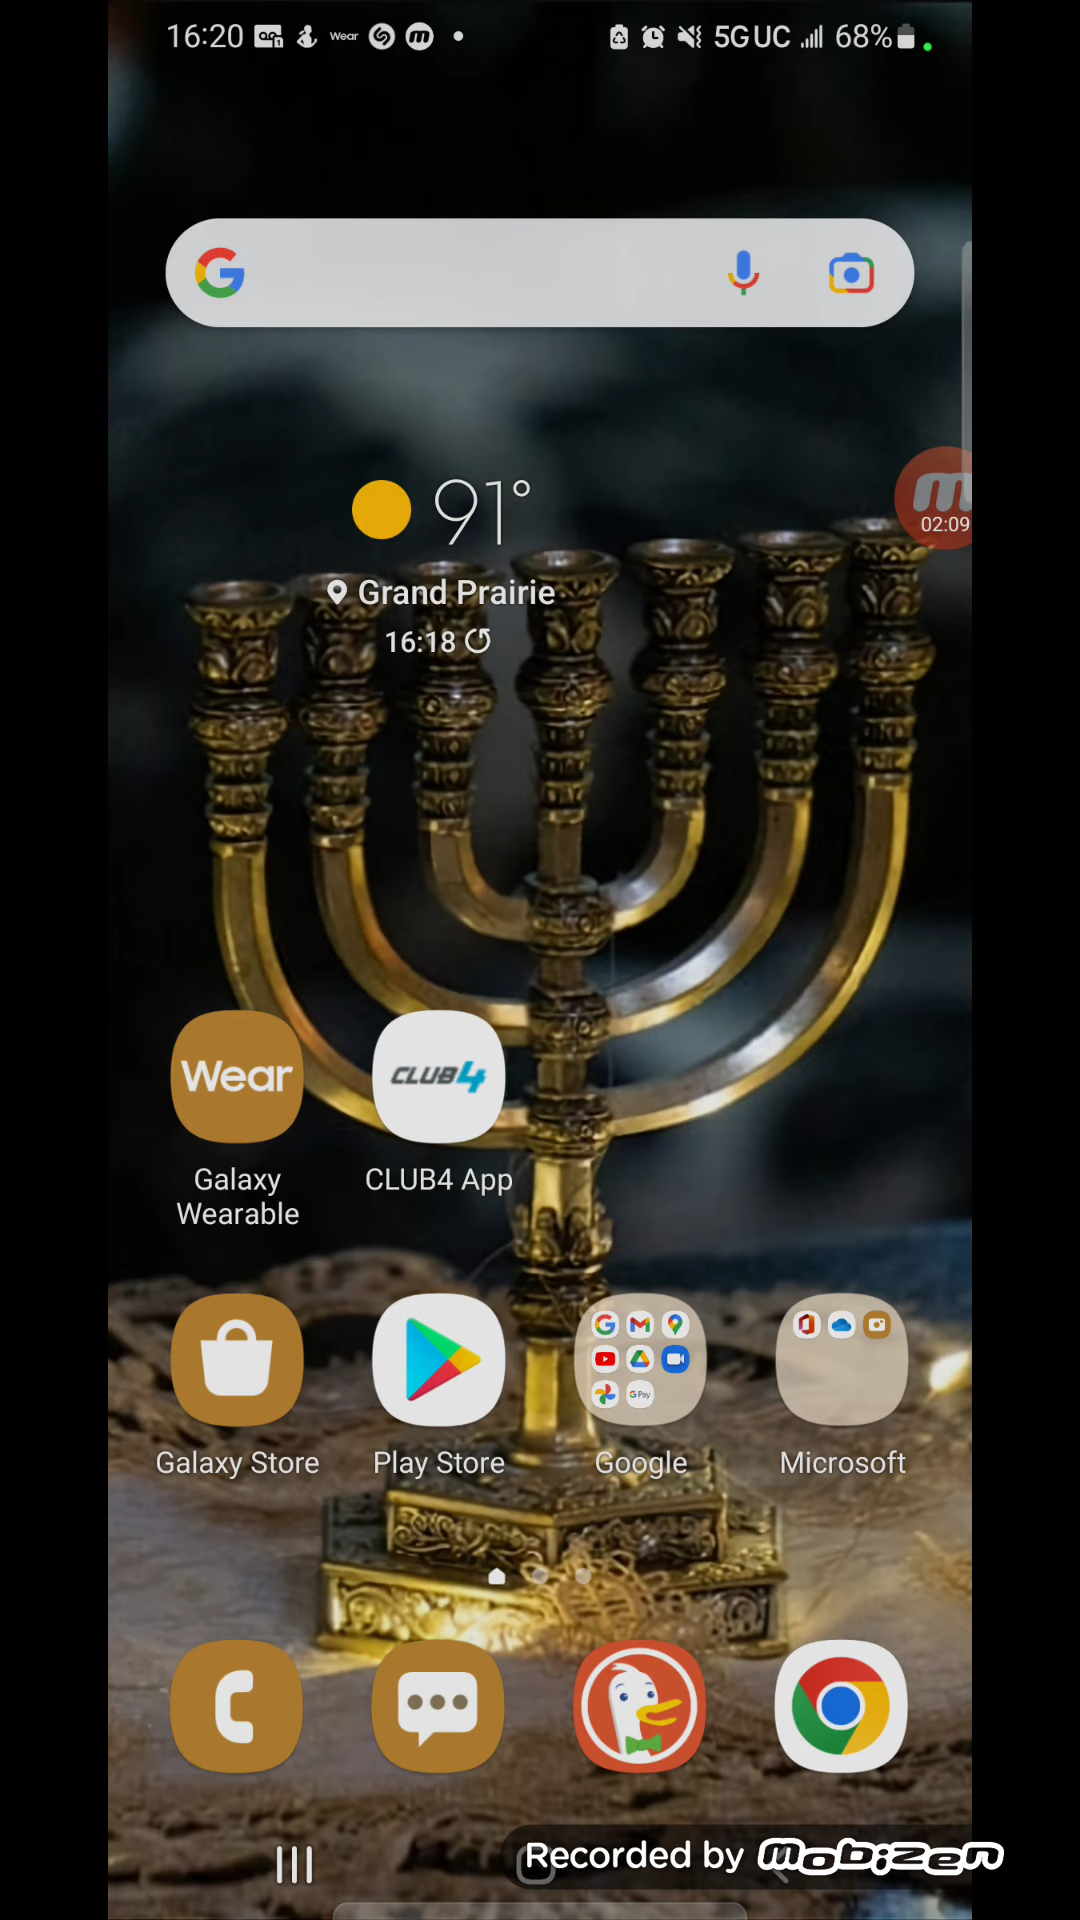 16:20 Wear 5G UC 68%
91°
02:09
Grand Prairie
16:18
Wear
CLUB4
Galaxy
Wearable
CLUB4 App
G Pay
Galaxy Store
Play Store
Google
Microsoft
Recorded by mobizen